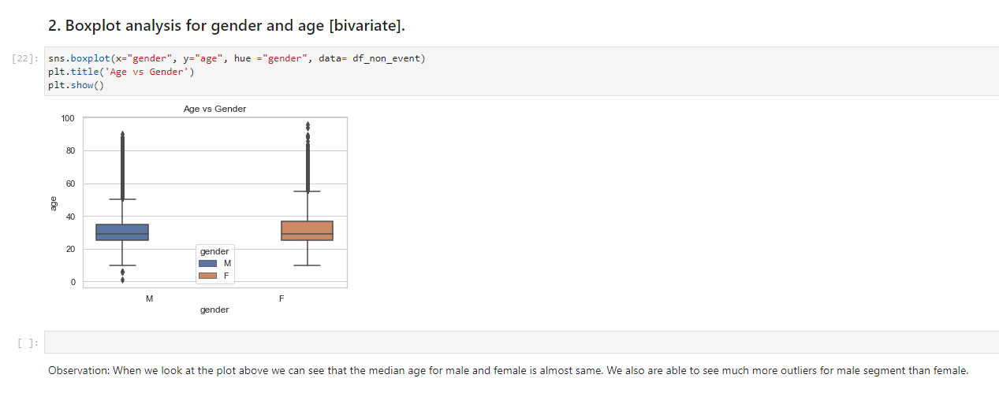 2. Boxplot analysis for gender and age [bivariate].
[22]: sns.boxplot(x="gender", y="age", hue ="gender", data= df_non_event)
plt.title('Age vs Gender')
plt.show()
Age vs Gender
100
80
60
40
20
0
age
gender
M
F
M F
gender
[ ]:
Observation: When we look at the plot above we can see that the median age for male and female is almost same. We also are able to see much more outliers for male segment than female.